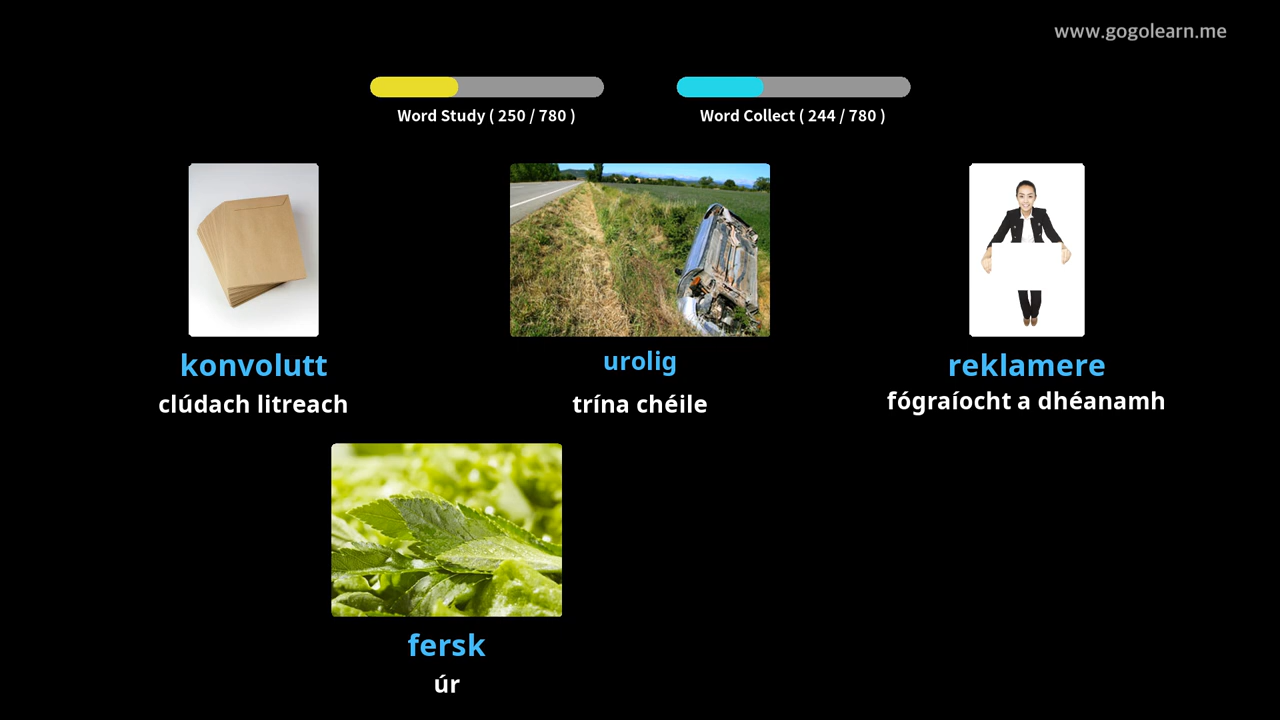 www.gogolearn.me
Word Study ( 250 / 780 )
Word Collect ( 244 / 780 )
konvolutt
clúdach litreach
urolig
trína chéile
reklamere
fógraíocht a dhéanamh
fersk
úr